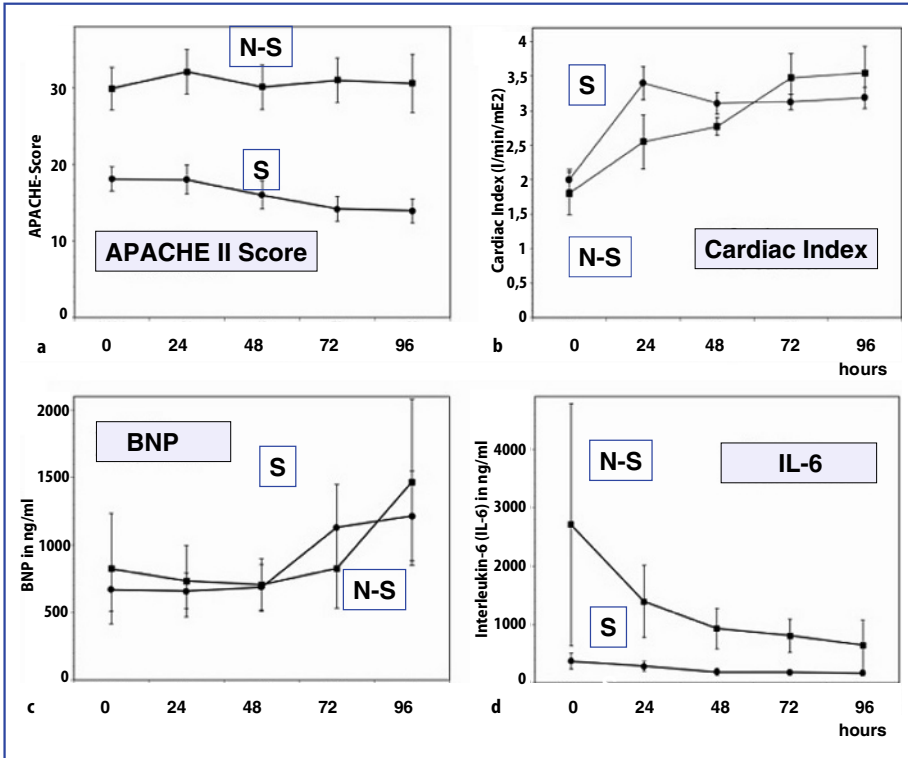 APACHE-Score
30
20
10
0
N-S
S
APACHE II Score
a
0 24 48 72 96
Cardiac Index (l/min/mE2)
4
3,5
3
2,5
2
1,5
1
0,5
0
S
N-S
Cardiac Index
b
0 24 48 72 96
hours
BNP in ng/ml
2000
1500
1000
500
0
BNP
S
N-S
c
0 24 48 72 96
Interleukin-6 (IL-6) in ng/ml
4000
3000
2000
1000
0
N-S
IL-6
S
d
0 24 48 72 96
hours